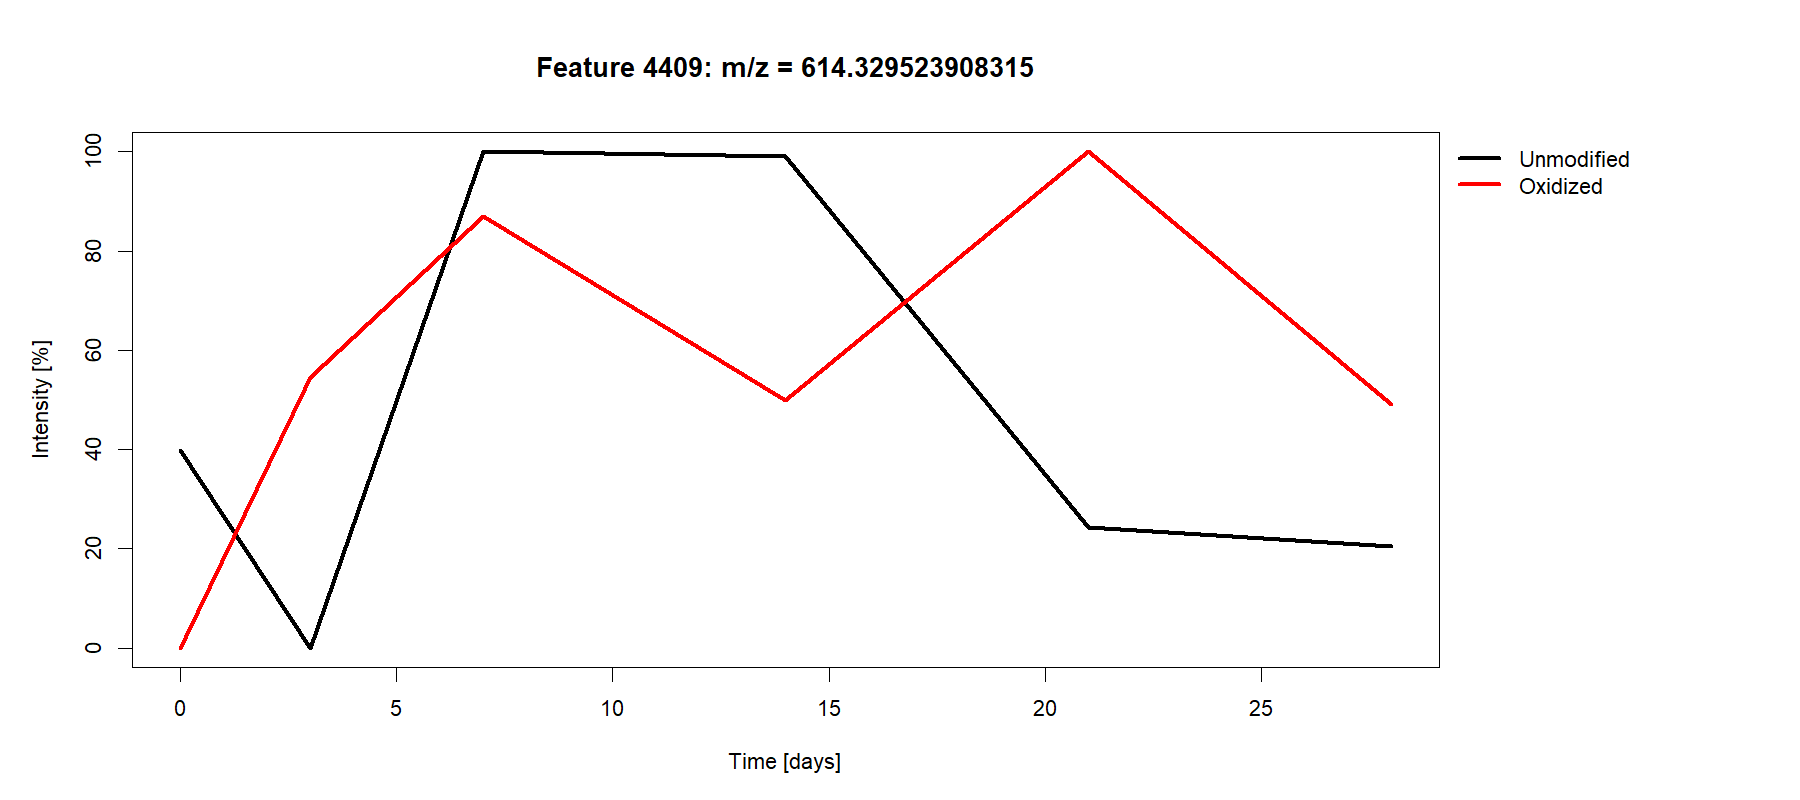 Feature 4409: m/z = 614.329523908315
Unmodified
Oxidized
100
80
60
40
20
0
Intensity [%]
0 5 10 15 20 25
Time [days]